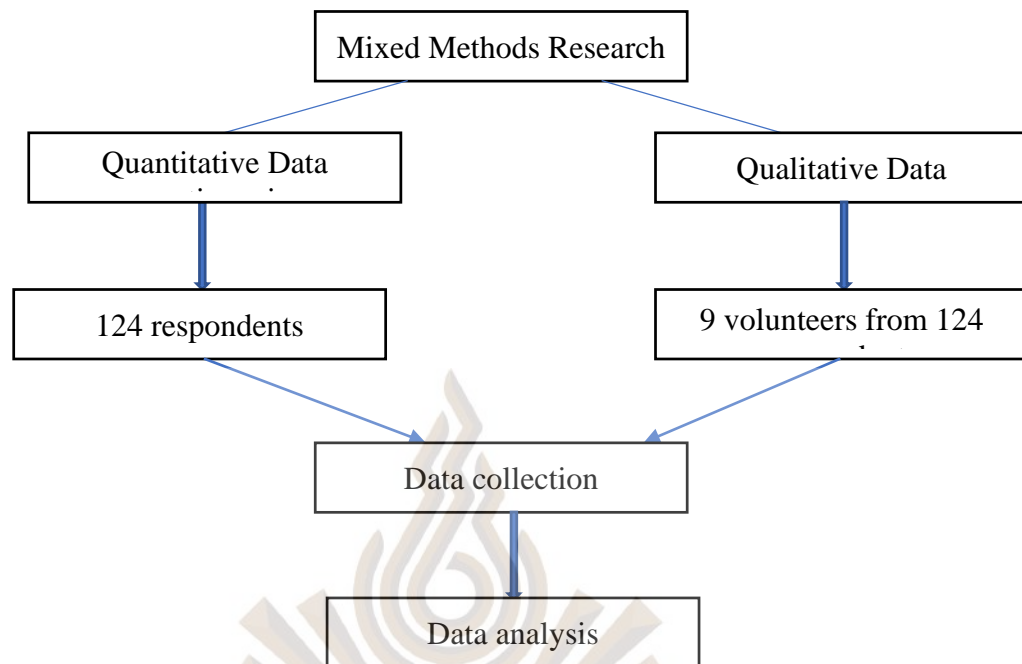 Mixed Methods Research
Quantitative Data
Qualitative Data
124 respondents
9 volunteers from 124
Data collection
Data analysis